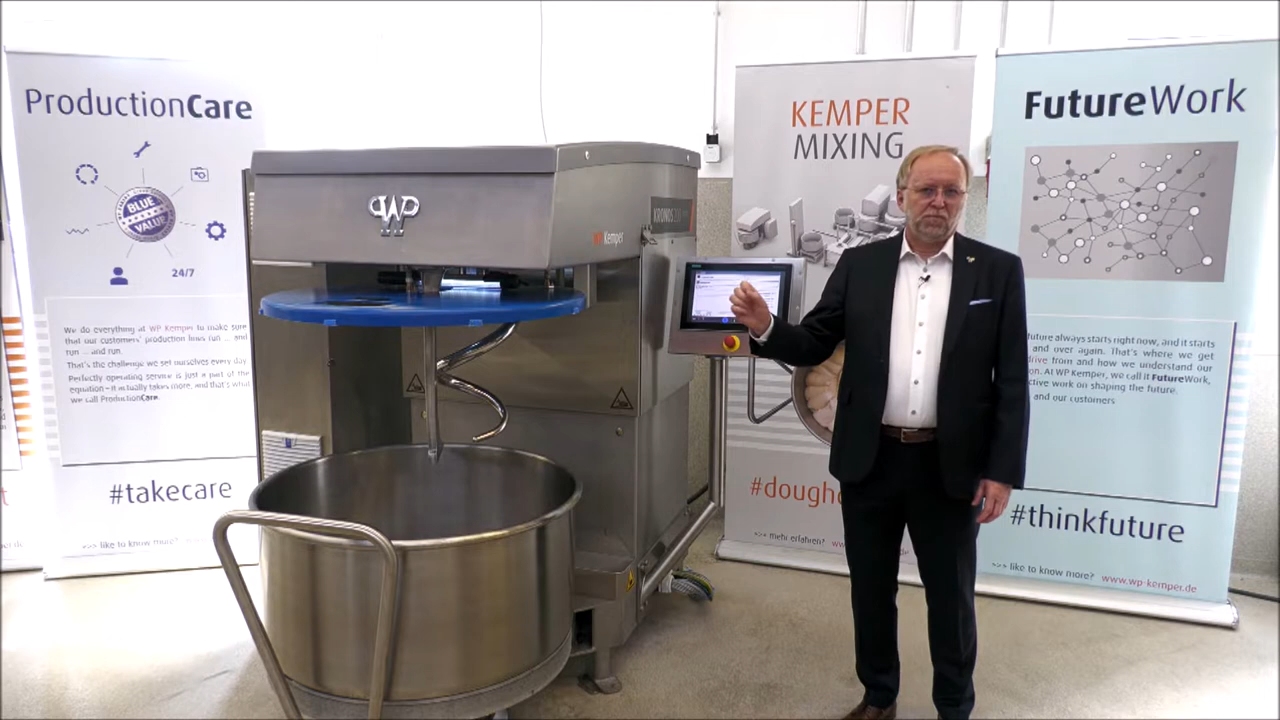 ProductionCare
BLUE
VALUE
24/7
We do everything at WP Kemper to make sure
that our customers' production lines run ... and
run ... and run.
That's the challenge we set ourselves every day.
Perfectly operating service is just a part of the
equation – it actually takes more, and that's what
we call ProductionCare.
#takecare
>>> like to know more?
WP
KRONOS
WP Kemper
KEMPER
MIXING
>>> mehr erfahren?
FutureWork
future always starts right now, and it starts
and over again. That's where we get
drive from and how we understand our
on. At WP Kemper, we call it FutureWork,
ctive work on shaping the future.
and our customers
#thinkfuture
>>> like to know more? www.wp-kemper.de